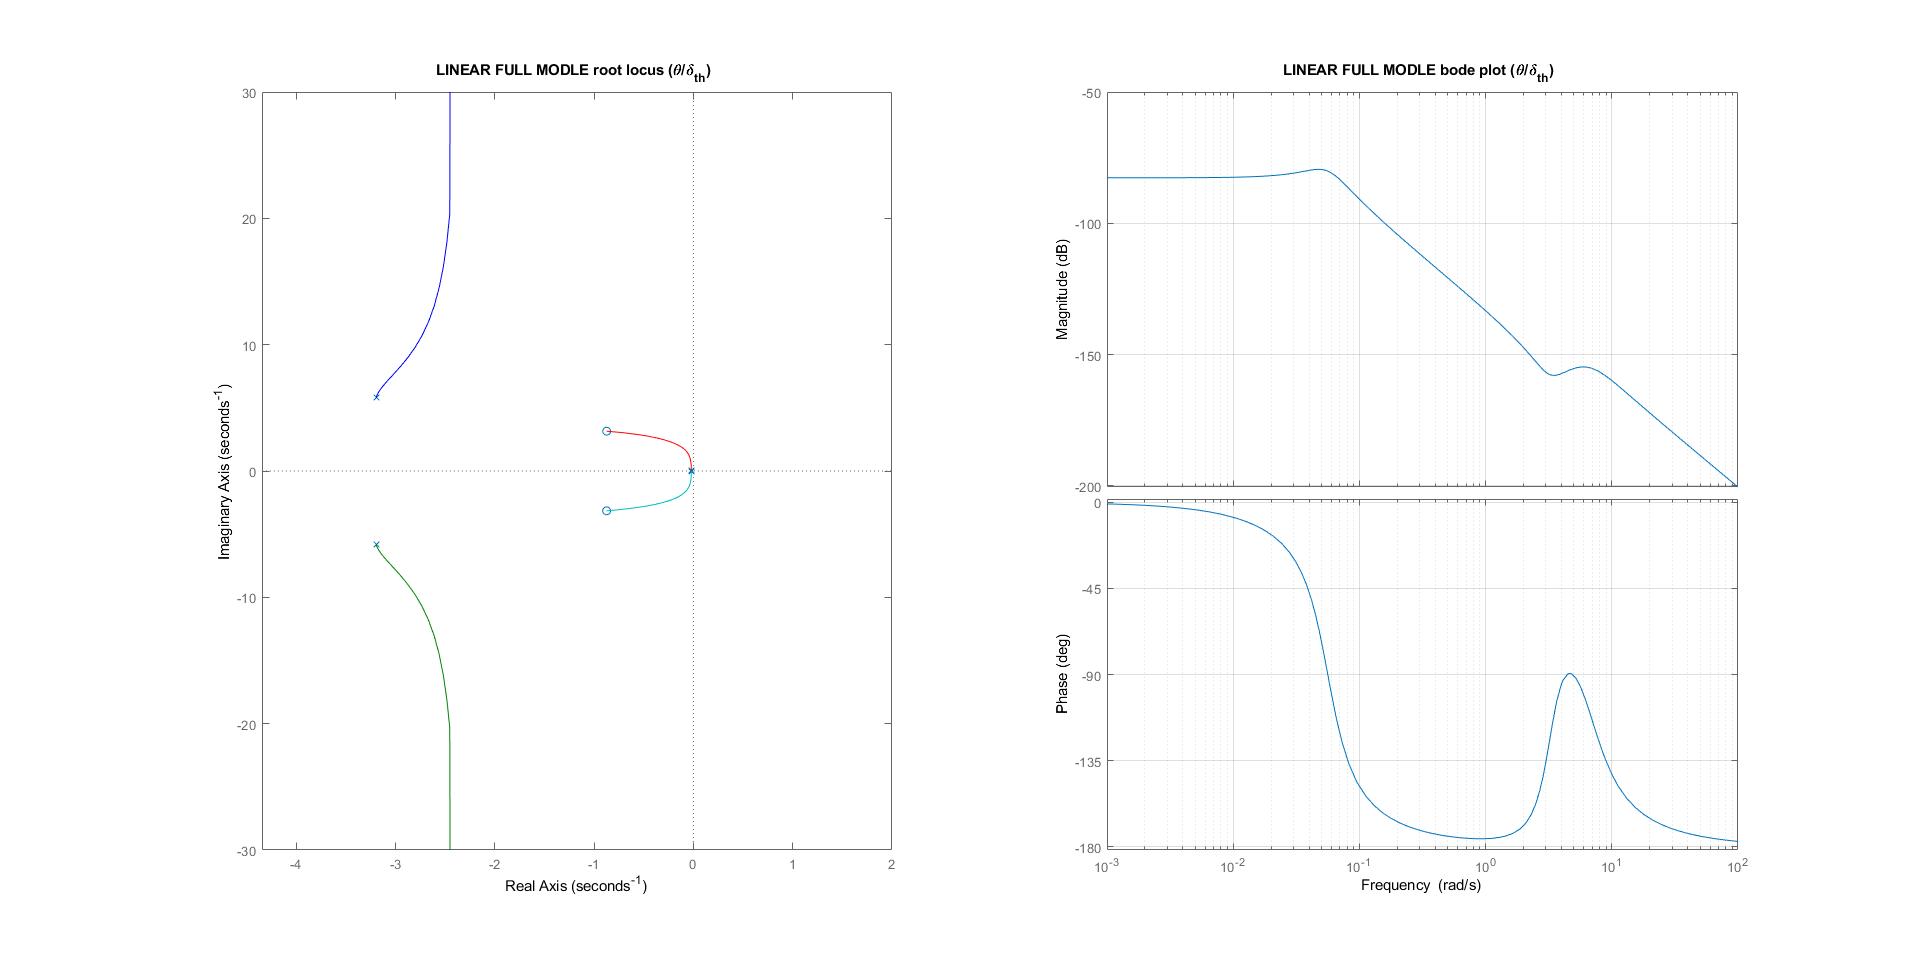 LINEAR FULL MODLE root locus (θ/δth)
30
20
10
0
-10
-20
-30
Imaginary Axis (seconds-1)
-4 -3 -2 -1 0 1 2
Real Axis (seconds-1)
LINEAR FULL MODLE bode plot (θ/δth)
-50
-100
-150
-200
Magnitude (dB)
0
-45
-90
-135
-180
Phase (deg)
10-3 10-2 10-1 100 101 102
Frequency (rad/s)